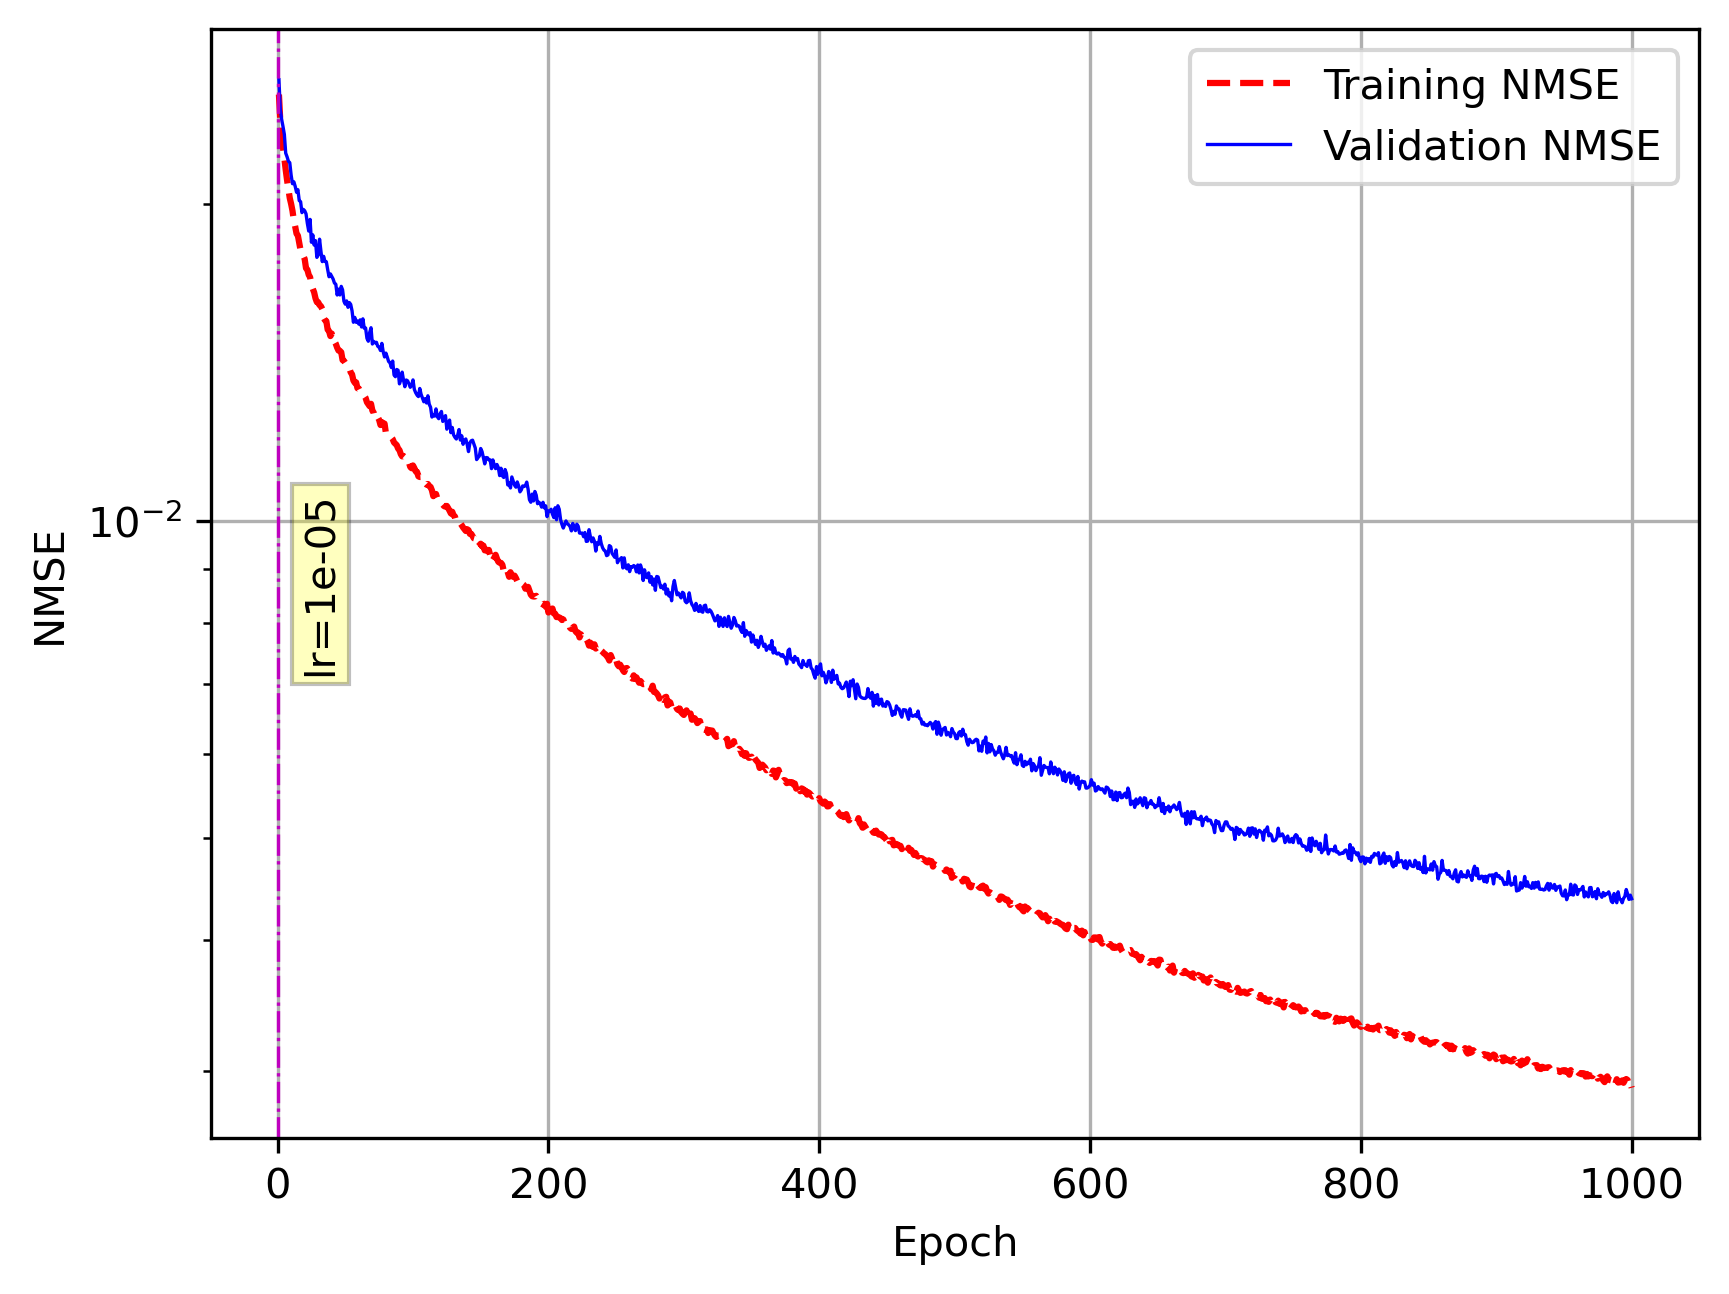 Training NMSE
Validation NMSE
NMSE
10⁻²
lr=1e-05
0 200 400 600 800 1000
Epoch